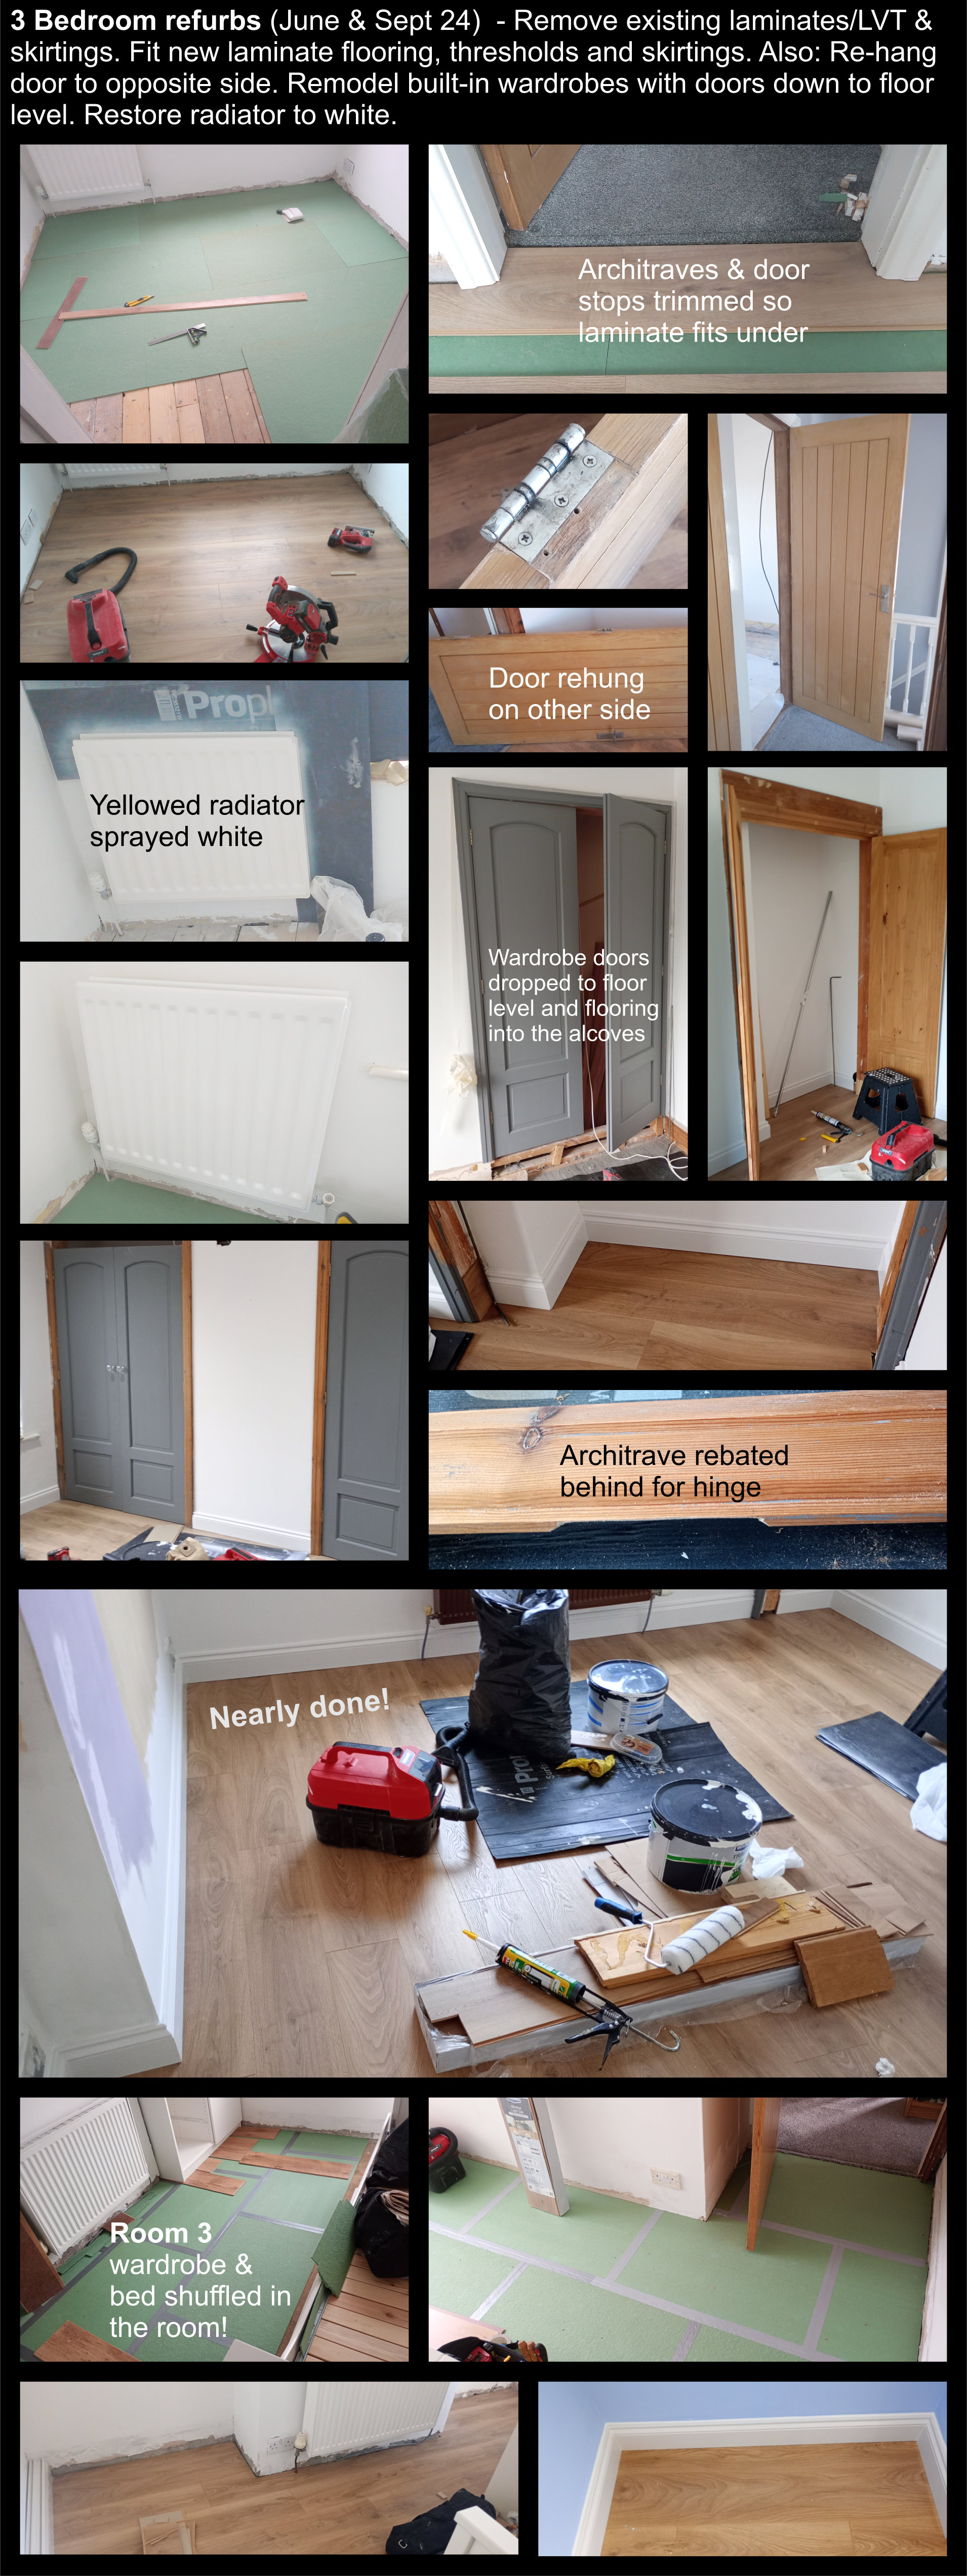 3 Bedroom refurbs (June & Sept 24)  - Remove existing laminates/LVT &
skirtings. Fit new laminate flooring, thresholds and skirtings. Also: Re-hang
door to opposite side. Remodel built-in wardrobes with doors down to floor
level. Restore radiator to white.
Architraves & door
stops trimmed so
laminate fits under
Door rehung
on other side
Propl
Yellowed radiator
sprayed white
Wardrobe doors
dropped to floor
level and flooring
into the alcoves
Architrave rebated
behind for hinge
Nearly done!
Room 3
wardrobe &
bed shuffled in
the room!